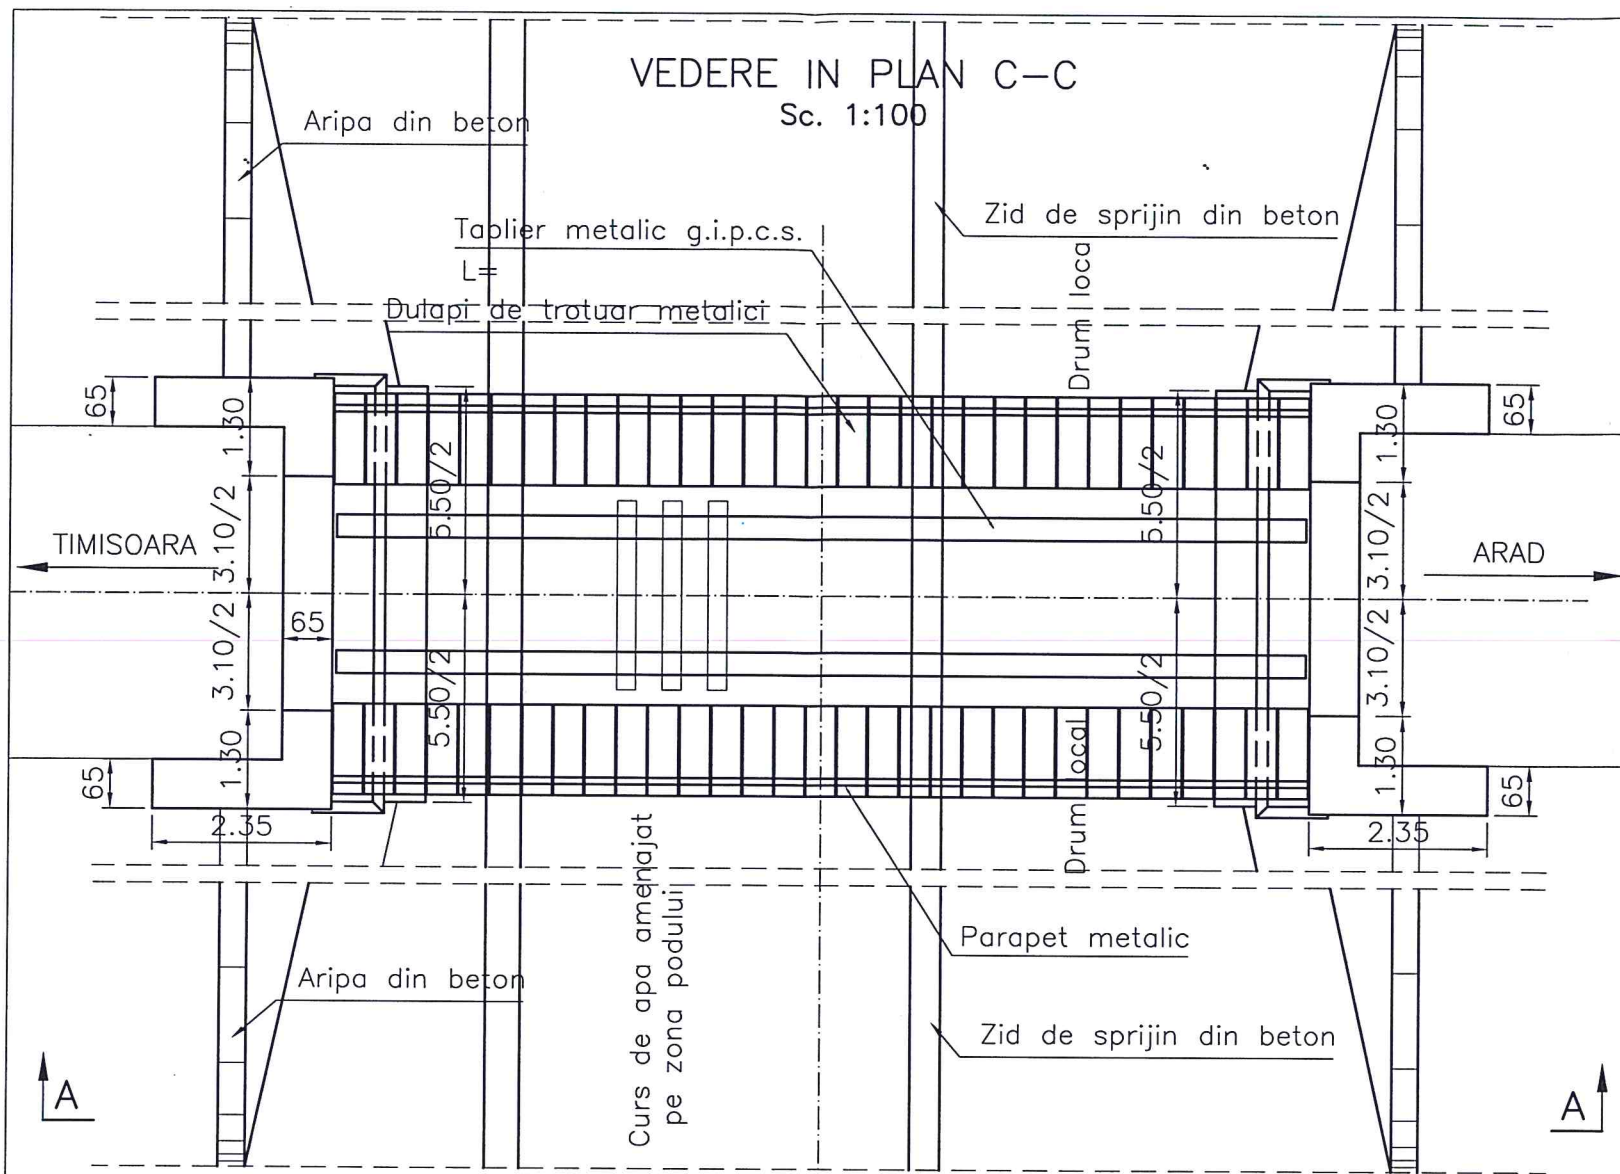 VEDERE IN PLAN C-C
Sc. 1:100
Aripa din beton
Zid de sprijin din beton
Tablier metalic g.i.p.c.s.
L=
Dulapi de trotuar metalici
Drum loca
65
1.30
5.50/2
5.50/2
1.30
65
3.10/2
3.10/2
TIMISOARA
ARAD
65
3.10/2
3.10/2
5.50/2
5.50/2
65
1.30
Drum local
1.30
65
2.35
2.35
Curs de apa amenajat
pe zona podului
Parapet metalic
Aripa din beton
Zid de sprijin din beton
A
A